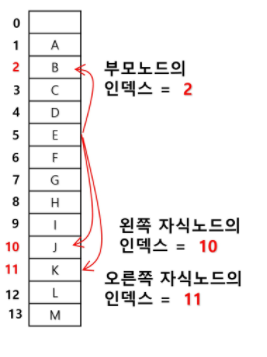 0
1 A
2 B
3 C
4 D
5 E
6 F
7 G
8 H
9 I
10 J
11 K
12 L
13 M
부모노드의
인덱스 = 2
왼쪽 자식노드의
인덱스 = 10
오른쪽 자식노드의
인덱스 = 11